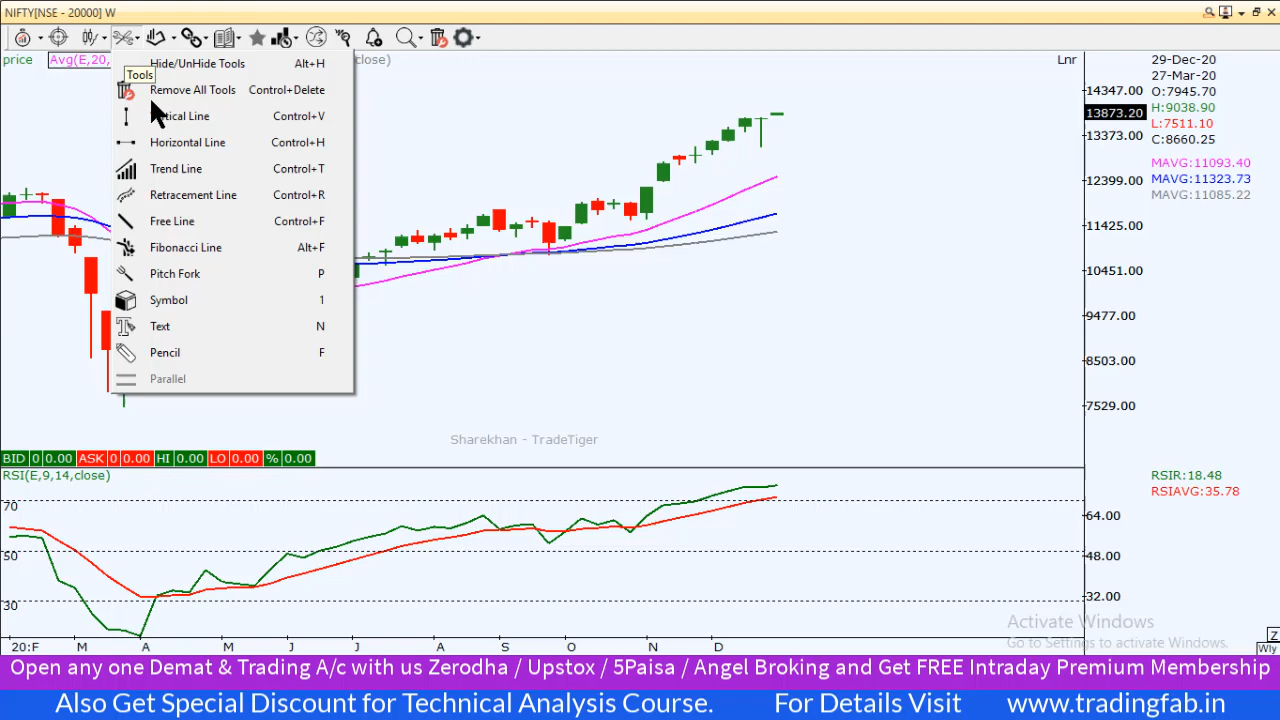 NIFTY[NSE - 20000] W
price
Avg(E,20,
close)
Lnr
Tools
Hide/UnHide Tools Alt+H
Remove All Tools Control+Delete
tical Line Control+V
Horizontal Line Control+H
Trend Line Control+T
Retracement Line Control+R
Free Line Control+F
Fibonacci Line Alt+F
Pitch Fork P
Symbol 1
Text N
Pencil F
Parallel
14347.00
13873.20
13373.00
12399.00
11425.00
10451.00
9477.00
8503.00
7529.00
29-Dec-20
27-Mar-20
O:7945.70
H:9038.90
L:7511.10
C:8660.25
MAVG:11093.40
MAVG:11323.73
MAVG:11085.22
Sharekhan - TradeTiger
BID 0 0.00 ASK 0 0.00 HI 0.00 LO 0.00 % 0.00
RSI(E,9,14,close)
70
50
30
64.00
48.00
32.00
RSIR:18.48
RSIAVG:35.78
Activate Windows
Go to Settings to activate Windows.
20:F M A M J J A S O N D
Z
Wly
Open any one Demat & Trading A/c with us Zerodha / Upstox / 5Paisa / Angel Broking and Get FREE Intraday Premium Membership
Also Get Special Discount for Technical Analysis Course. For Details Visit www.tradingfab.in